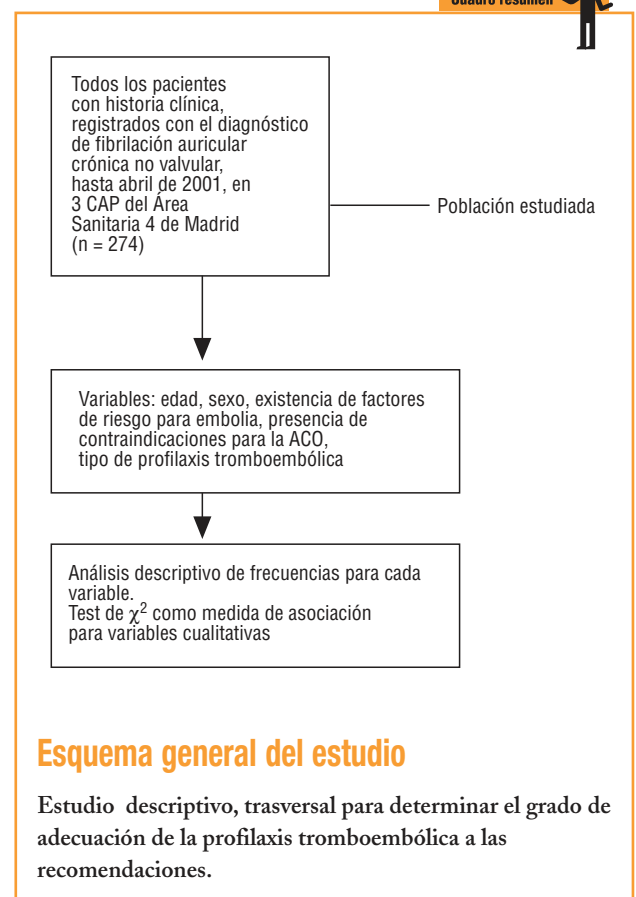 Cuadro resumen
Todos los pacientes
con historia clínica,
registrados con el diagnóstico
de fibrilación auricular
crónica no valvular,
hasta abril de 2001, en
3 CAP del Área
Sanitaria 4 de Madrid
(n = 274)
Población estudiada
Variables: edad, sexo, existencia de factores
de riesgo para embolia, presencia de
contraindicaciones para la ACO,
tipo de profilaxis tromboembólica
Análisis descriptivo de frecuencias para cada
variable.
Test de χ² como medida de asociación
para variables cualitativas
Esquema general del estudio
Estudio descriptivo, trasversal para determinar el grado de
adecuación de la profilaxis tromboembólica a las
recomendaciones.